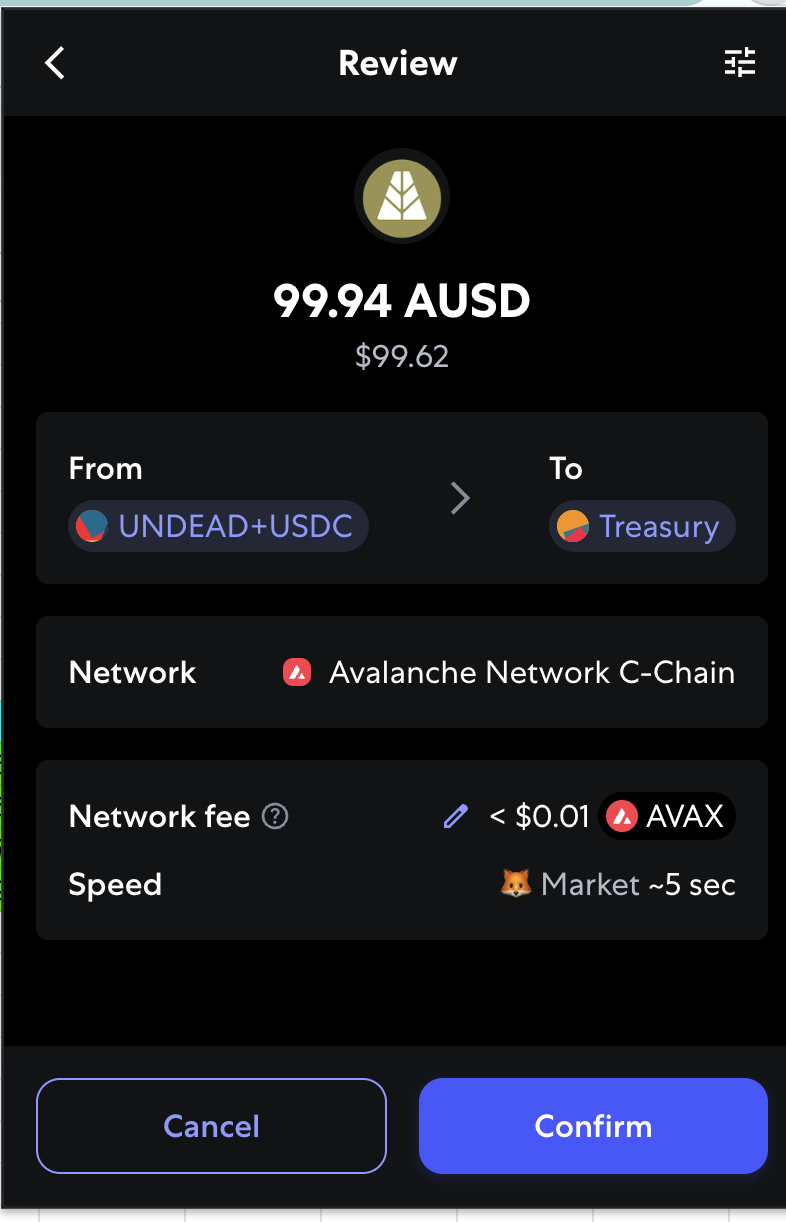 Review
99.94 AUSD
$99.62
From
To
UNDEAD+USDC
Treasury
Network
Avalanche Network C-Chain
Network fee ?
< $0.01 AVAX
Speed
Market ~5 sec
Cancel
Confirm